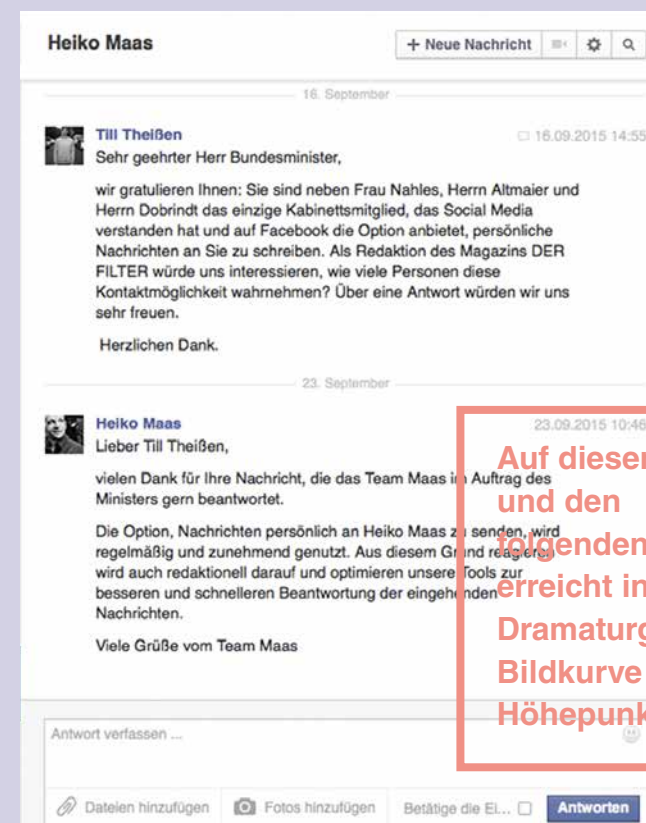 Heiko Maas
+ Neue Nachricht
16. September
Till Theißen
16.09.2015 14:55
Sehr geehrter Herr Bundesminister,
wir gratulieren Ihnen: Sie sind neben Frau Nahles, Herrn Altmaier und
Herrn Dobrindt das einzige Kabinettsmitglied, das Social Media
verstanden hat und auf Facebook die Option anbietet, persönliche
Nachrichten an Sie zu schreiben. Als Redaktion des Magazins DER
FILTER würde uns interessieren, wie viele Personen diese
Kontaktmöglichkeit wahrnehmen? Über eine Antwort würden wir uns
sehr freuen.
Herzlichen Dank.
23. September
Heiko Maas
23.09.2015 10:46
Lieber Till Theißen,
vielen Dank für Ihre Nachricht, die das Team Maas im Auftrag des
Ministers gern beantwortet.
Die Option, Nachrichten persönlich an Heiko Maas zu senden, wird
regelmäßig und zunehmend genutzt. Aus diesem Grund reagieren
wird auch redaktionell darauf und optimieren unsere Tools zur
besseren und schnelleren Beantwortung der eingehenden
Nachrichten.
Viele Grüße vom Team Maas
Auf dieser
und den
folgenden
erreicht in
Dramaturg
Bildkurve
Höhepunk
Antwort verfassen ...
Dateien hinzufügen
Fotos hinzufügen
Betätige die Ei...
Antworten